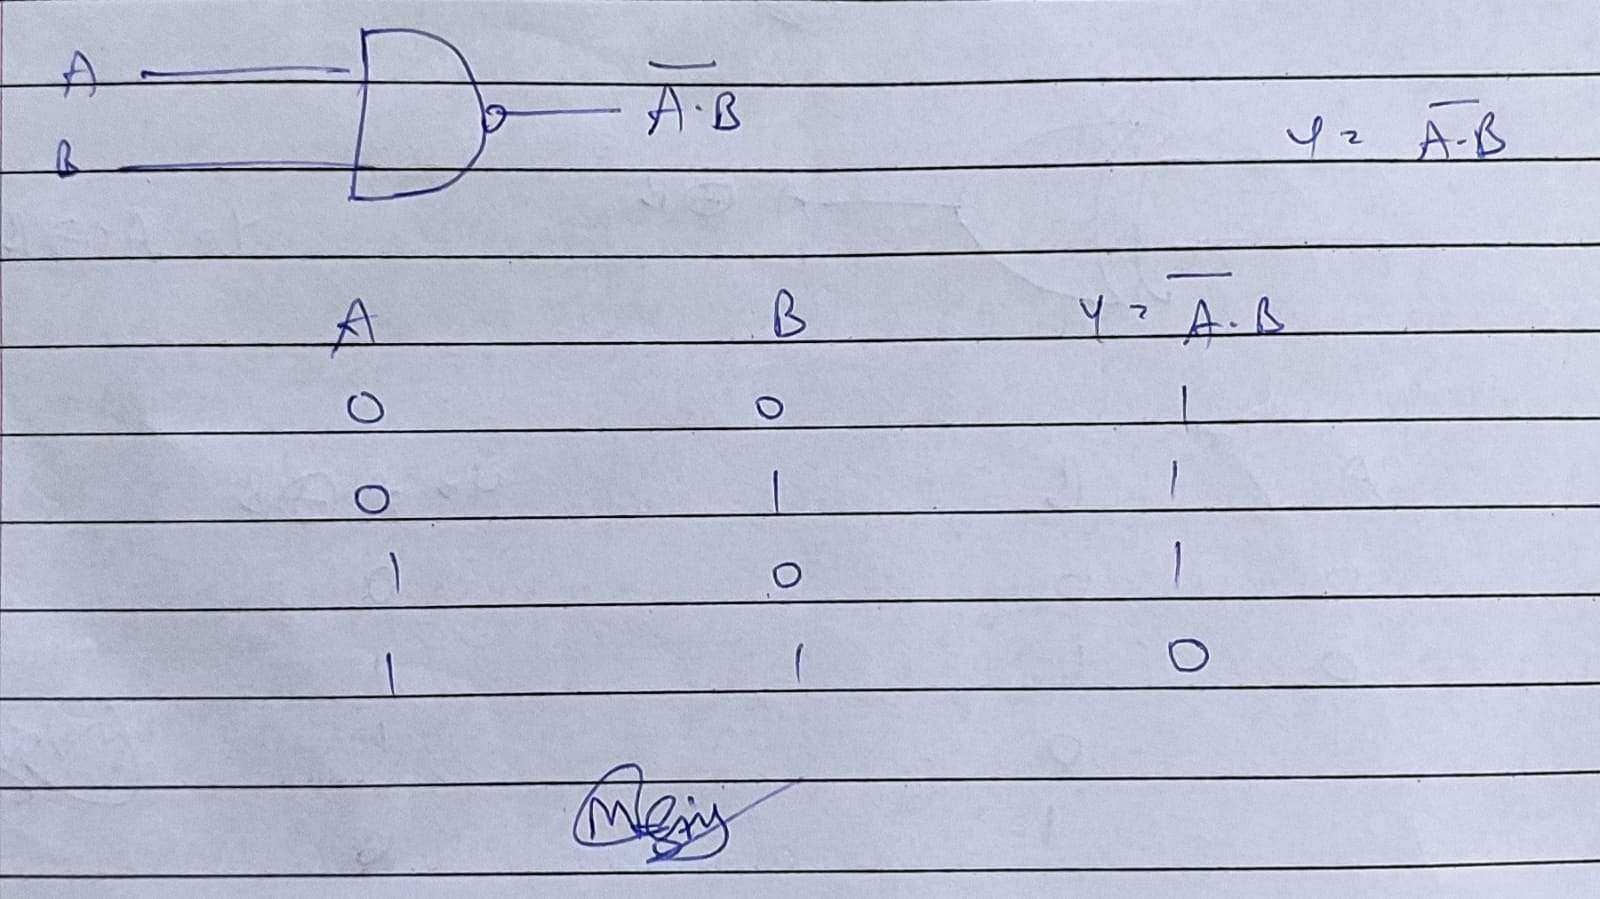 A
B
A̅·̅B
Y = A̅·̅B
A B Y = A̅·̅B
0 0 1
0 1 1
1 0 1
1 1 0